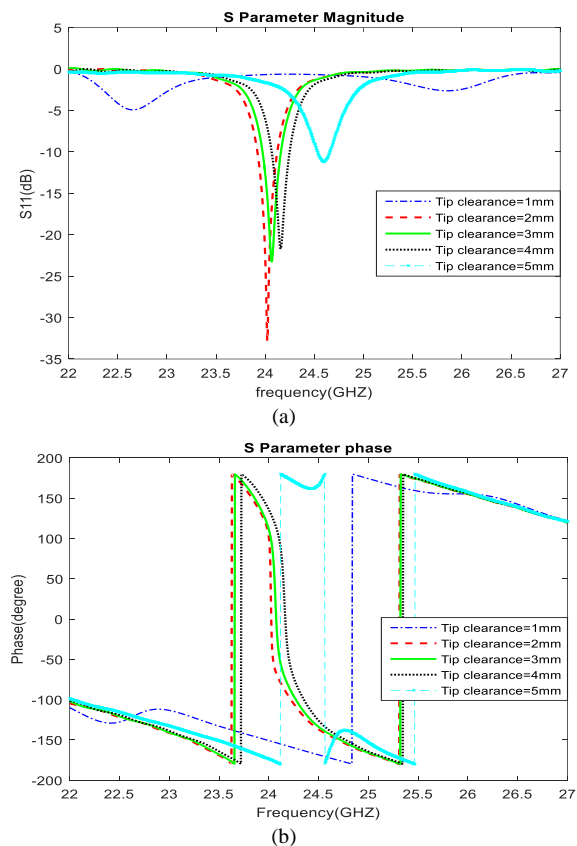 S Parameter Magnitude
5
0
-5
-10
-15
-20
-25
-30
-35
S11(dB)
Tip clearance=1mm
Tip clearance=2mm
Tip clearance=3mm
Tip clearance=4mm
Tip clearance=5mm
22 22.5 23 23.5 24 24.5 25 25.5 26 26.5 27
frequency(GHZ)
(a)
S Parameter phase
200
150
100
50
0
-50
-100
-150
-200
Phase(degree)
Tip clearance=1mm
Tip clearance=2mm
Tip clearance=3mm
Tip clearance=4mm
Tip clearance=5mm
22 22.5 23 23.5 24 24.5 25 25.5 26 26.5 27
Frequency(GHZ)
(b)